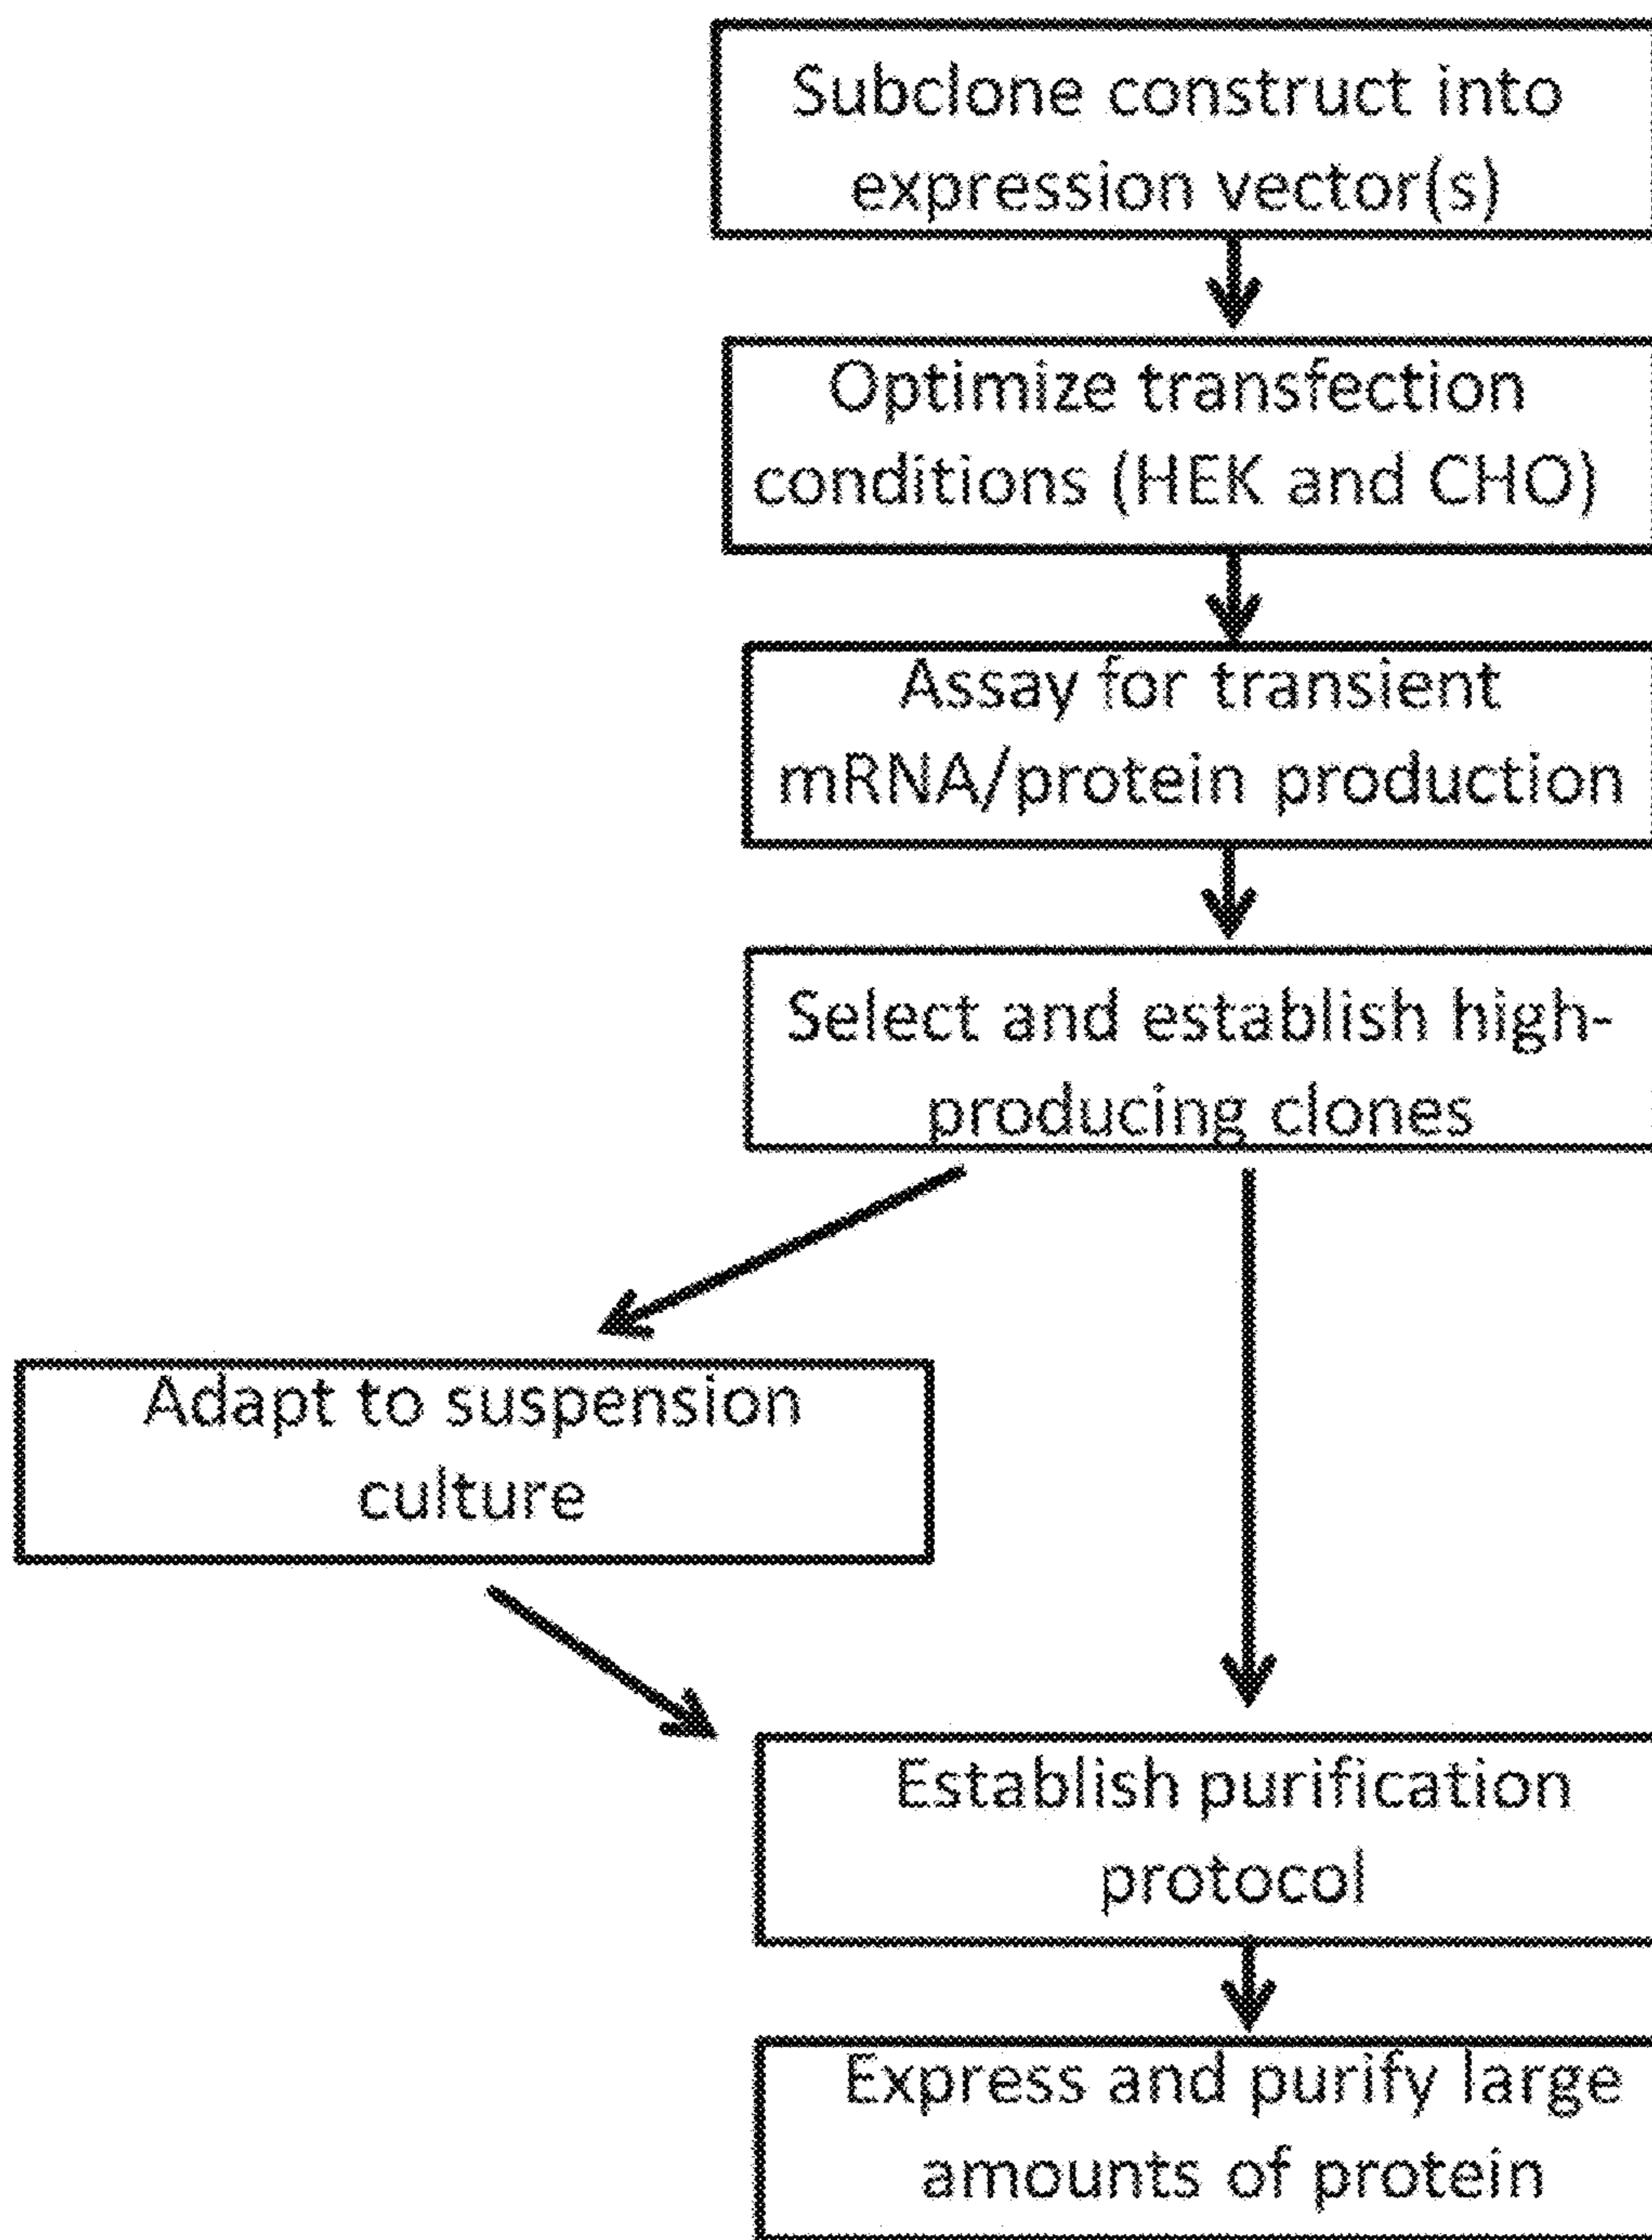 Subclone construct into
expression vector(s)
Optimize transfection
conditions (HEK and CHO)
Assay for transient
mRNA/protein production
Select and establish high-
producing clones
Adapt to suspension
culture
Establish purification
protocol
Express and purify large
amounts of protein